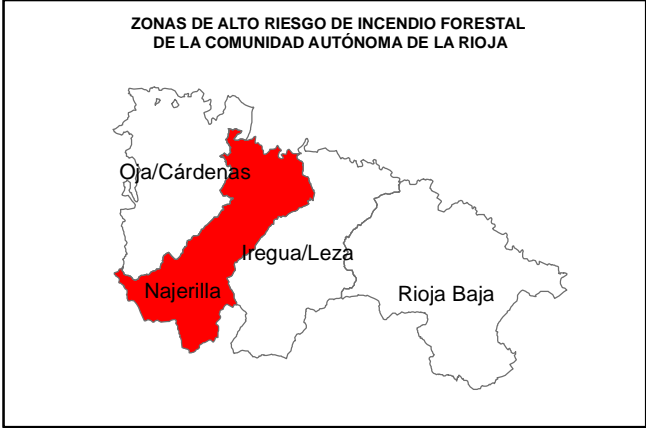 ZONAS DE ALTO RIESGO DE INCENDIO FORESTAL
DE LA COMUNIDAD AUTÓNOMA DE LA RIOJA
Oja/Cárdenas
Iregua/Leza
Najerilla
Rioja Baja